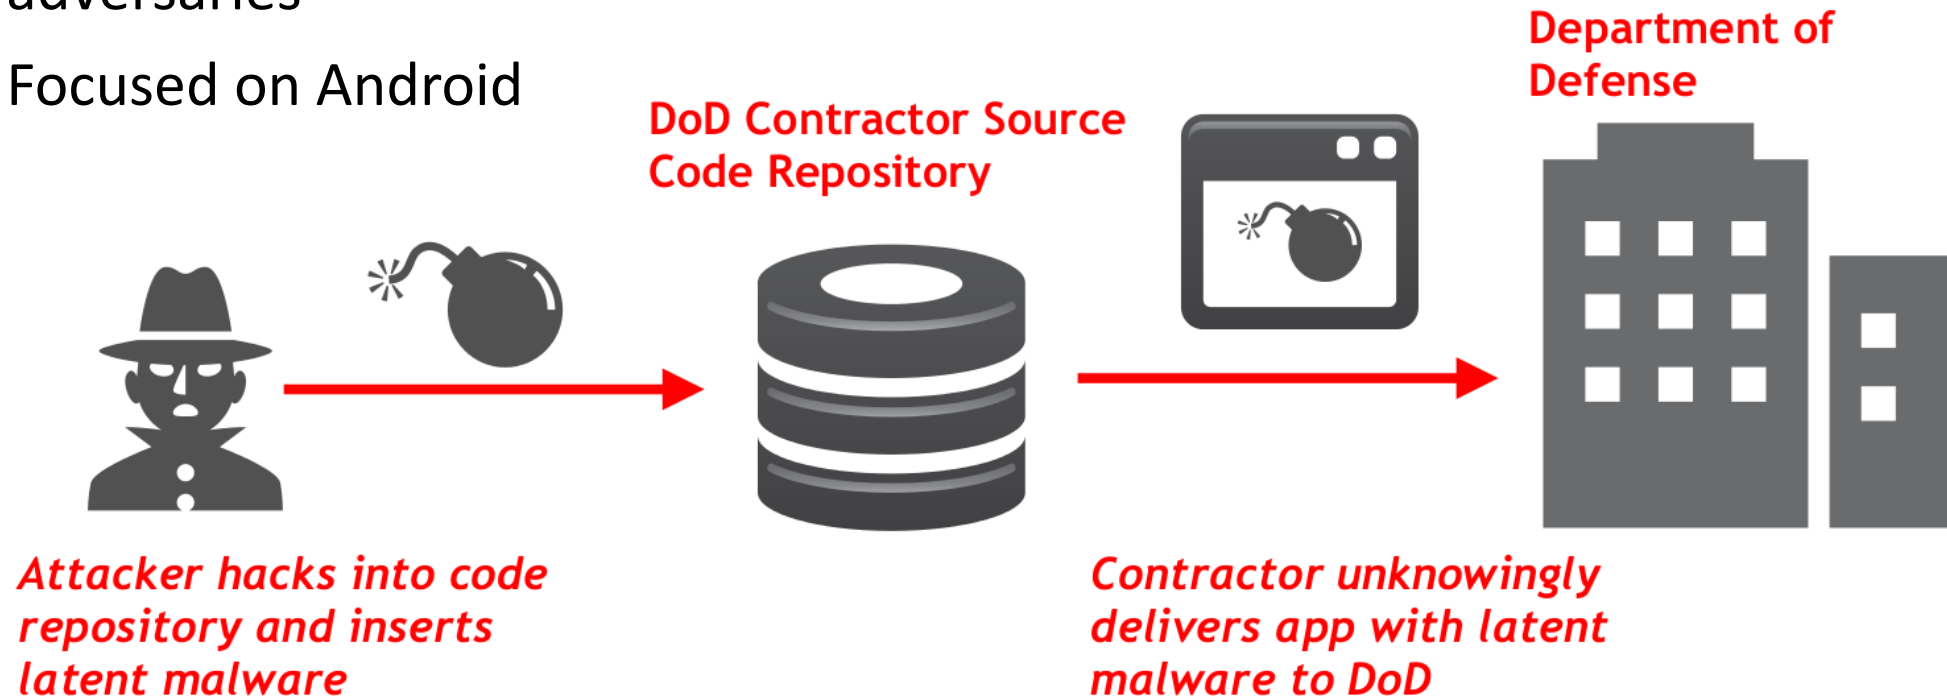 adversaries
Focused on Android
Department of
Defense
DoD Contractor Source
Code Repository
Attacker hacks into code
repository and inserts
latent malware
Contractor unknowingly
delivers app with latent
malware to DoD